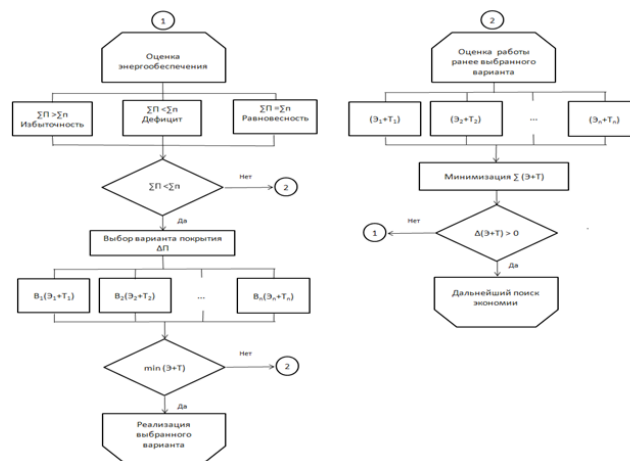 1
Оценка
энергообеспечения
∑П >∑п
Избыточность
∑П <∑п
Дефицит
∑П =∑п
Равновесность
∑П <∑п
Нет
2
Да
Выбор варианта покрытия
ΔП
В₁(Э₁+Т₁)
В₂(Э₂+Т₂)
...
Вₙ(Эₙ+Тₙ)
min (Э+Т)
Нет
2
Да
Реализация
выбранного
варианта
2
Оценка работы
ранее выбранного
варианта
(Э₁+Т₁)
(Э₂+Т₂)
...
(Эₙ+Тₙ)
Минимизация ∑ (Э+Т)
Нет
1
Δ(Э+Т) > 0
Да
Дальнейший поиск
экономии